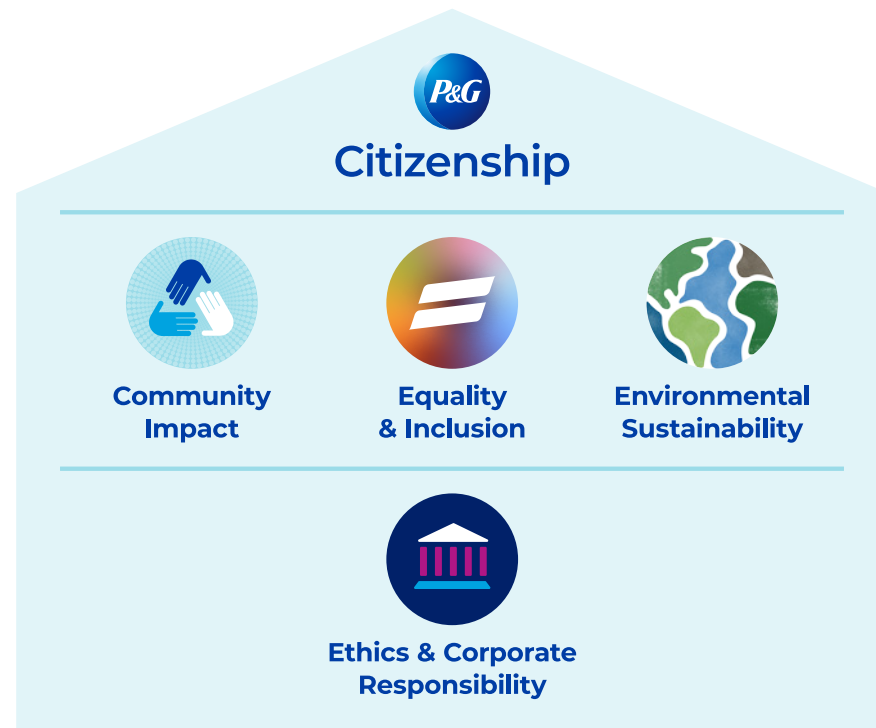 P&G
Citizenship
Community
Impact
Equality
& Inclusion
Environmental
Sustainability
Ethics & Corporate
Responsibility